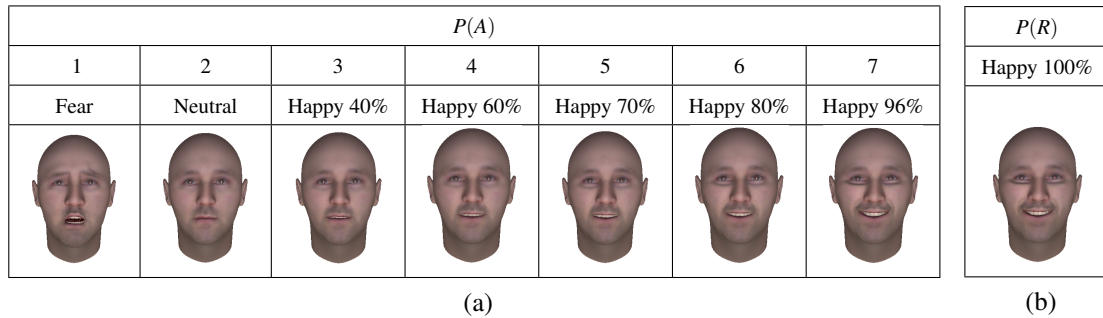 P(A)
P(R)
1 2 3 4 5 6 7
Happy 100%
Fear Neutral Happy 40% Happy 60% Happy 70% Happy 80% Happy 96%
(a)
(b)